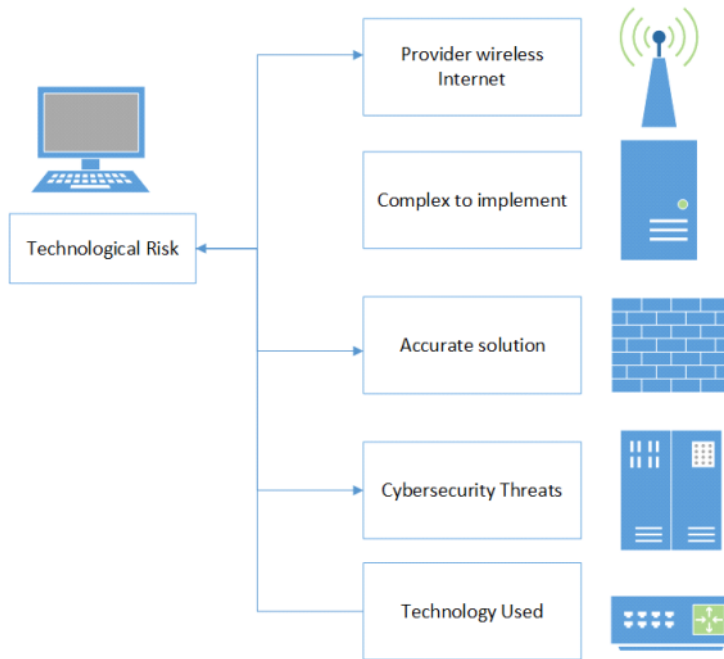 Provider wireless
Internet
Complex to implement
Technological Risk
Accurate solution
Cybersecurity Threats
Technology Used